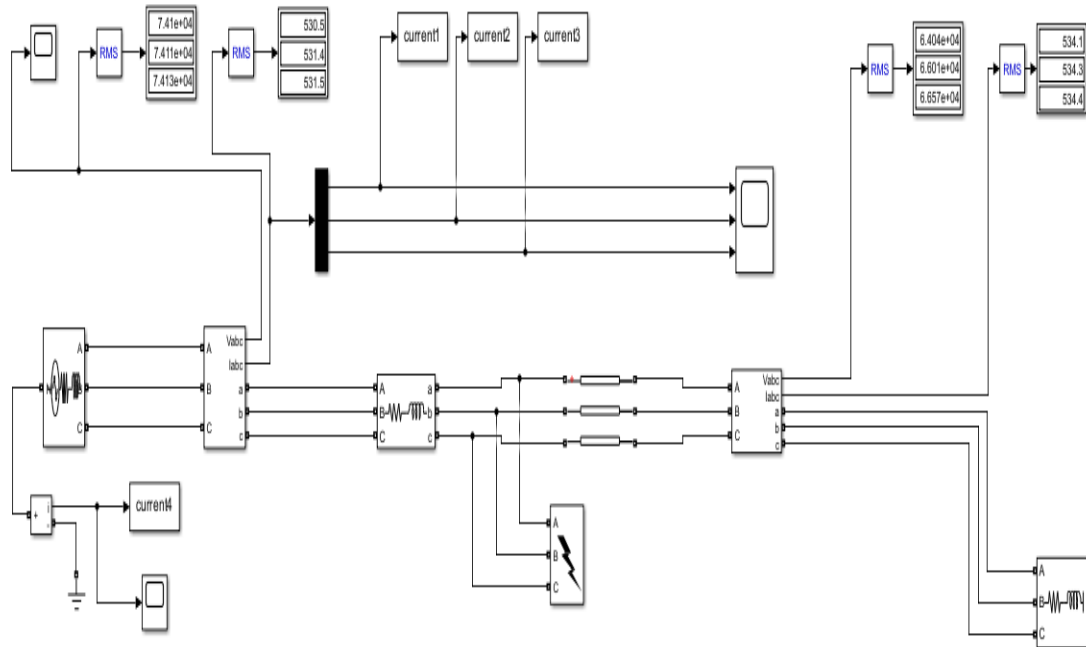 RMS
7.41e+04
7.411e+04
7.413e+04
RMS
530.5
531.4
531.5
current1
current2
current3
RMS
6.404e+04
6.601e+04
6.657e+04
RMS
534.1
534.3
534.4
A
B
C
A
B
C
Vabc
Iabc
a
b
c
A
B
C
a
b
c
A
B
C
Vabc
Iabc
a
b
c
+
i
-
current4
A
B
C
A
B
C